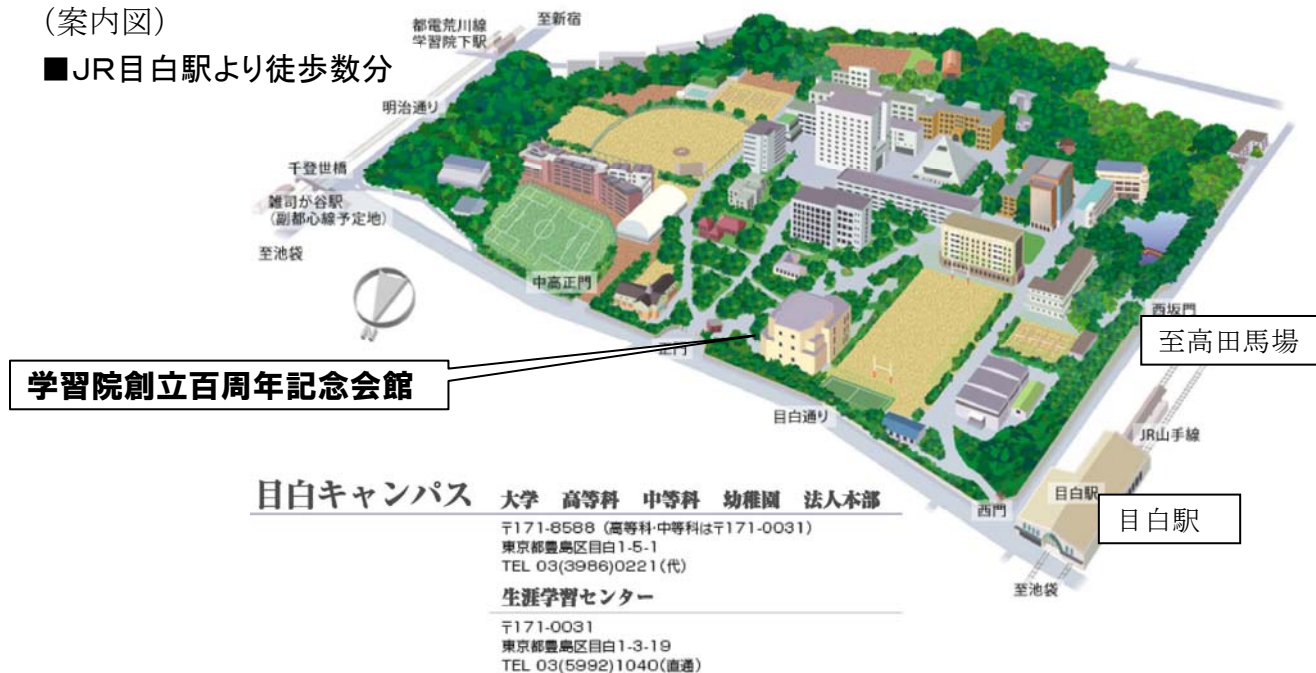 （案内図）
■JR目白駅より徒歩数分
都電荒川線
学習院下駅
至新宿
明治通り
千登世橋
雑司が谷駅
（副都心線予定地）
至池袋
中高正門
正門
学習院創立百周年記念会館
目白通り
西坂門
至高田馬場
JR山手線
目白駅
目白駅
西門
至池袋
目白キャンパス 大学 高等科 中等科 幼稚園 法人本部
〒171-8588（高等科・中等科は〒171-0031）
東京都豊島区目白1-5-1
TEL 03(3986)0221(代)
生涯学習センター
〒171-0031
東京都豊島区目白1-3-19
TEL 03(5992)1040(直通)